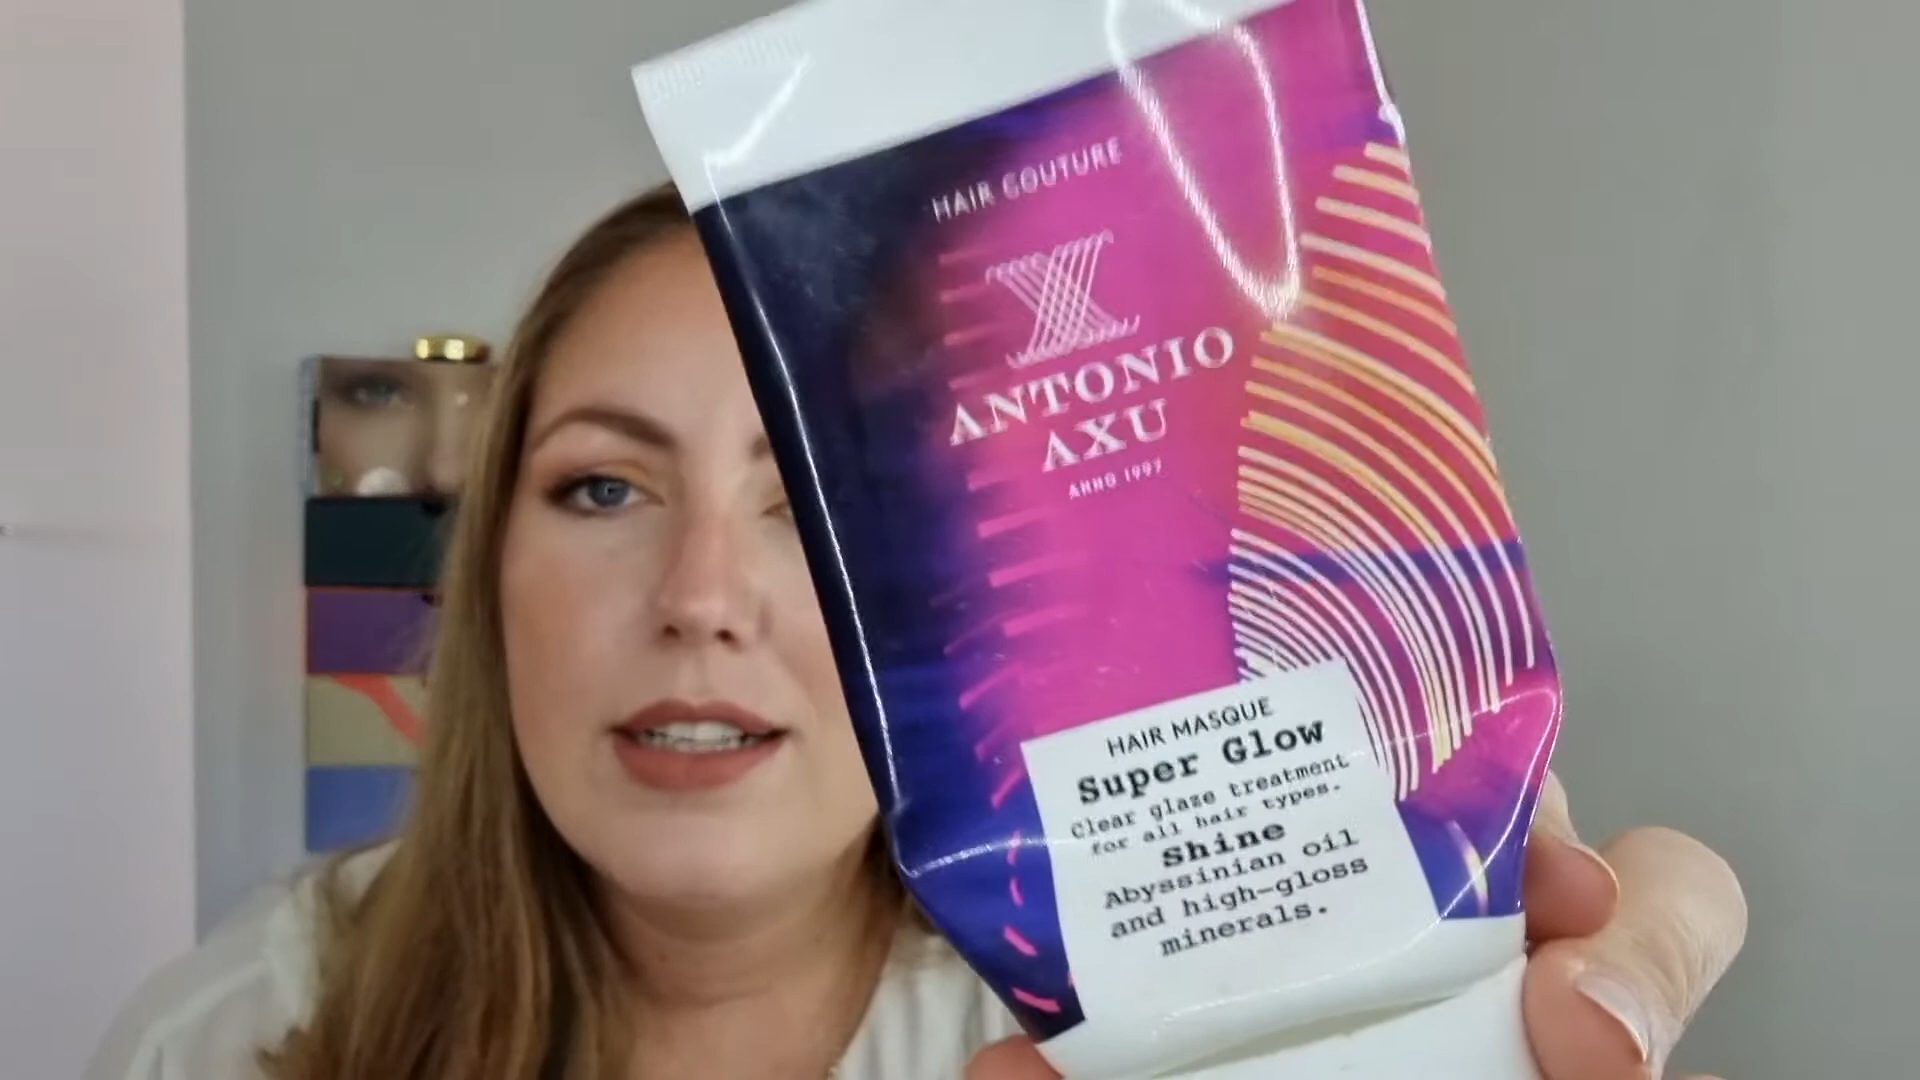 HAIR COUTURE
X
ANTONIO
AXU
ANNO 1997
HAIR MASQUE
Super Glow
Clear glaze treatment
for all hair types.
Shine
Abyssinian oil
and high-gloss
minerals.